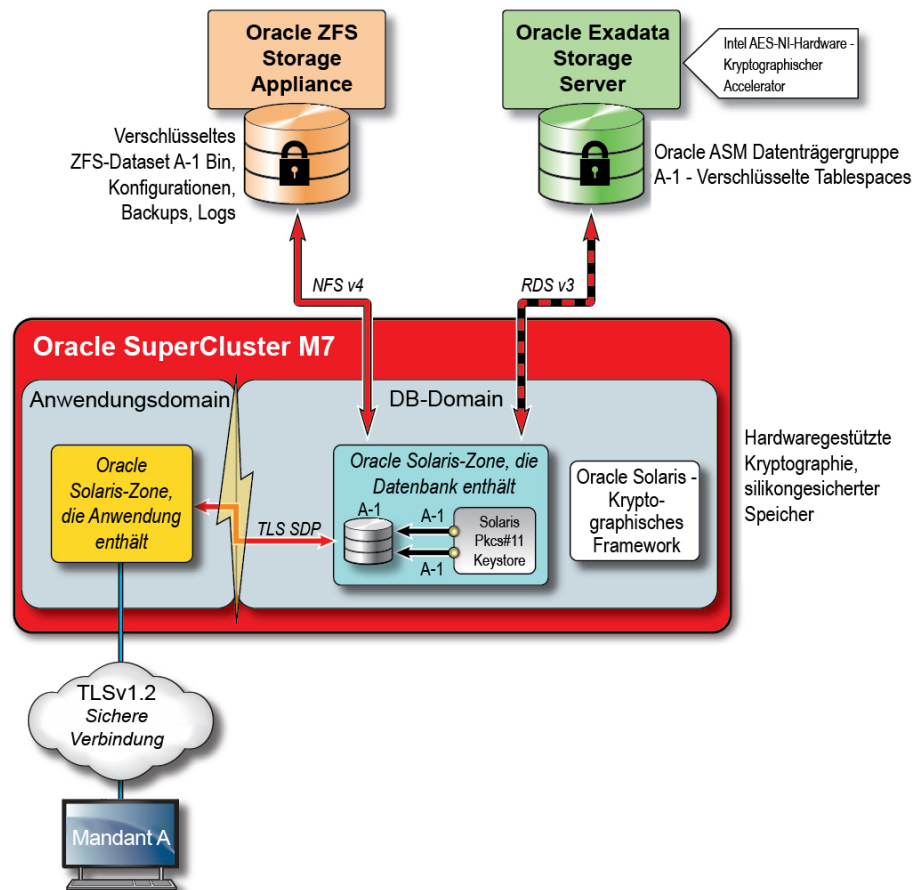 Oracle ZFS
Storage
Appliance
Oracle Exadata
Storage
Server
Intel AES-NI-Hardware -
Kryptographischer
Accelerator
Verschlüsseltes
ZFS-Dataset A-1 Bin,
Konfigurationen,
Backups, Logs
Oracle ASM Datenträgergruppe
A-1 - Verschlüsselte Tablespaces
NFS v4
RDS v3
Oracle SuperCluster M7
Anwendungsdomain
DB-Domain
Oracle
Solaris-Zone,
die Anwendung
enthält
TLS SDP
Oracle Solaris-Zone, die
Datenbank enthält
A-1
A-1
A-1
Solaris
Pkcs#11
Keystore
Oracle Solaris -
Krypto-
graphisches
Framework
Hardwaregestützte
Kryptographie,
silikongesicherter
Speicher
TLSv1.2
Sichere
Verbindung
Mandant A